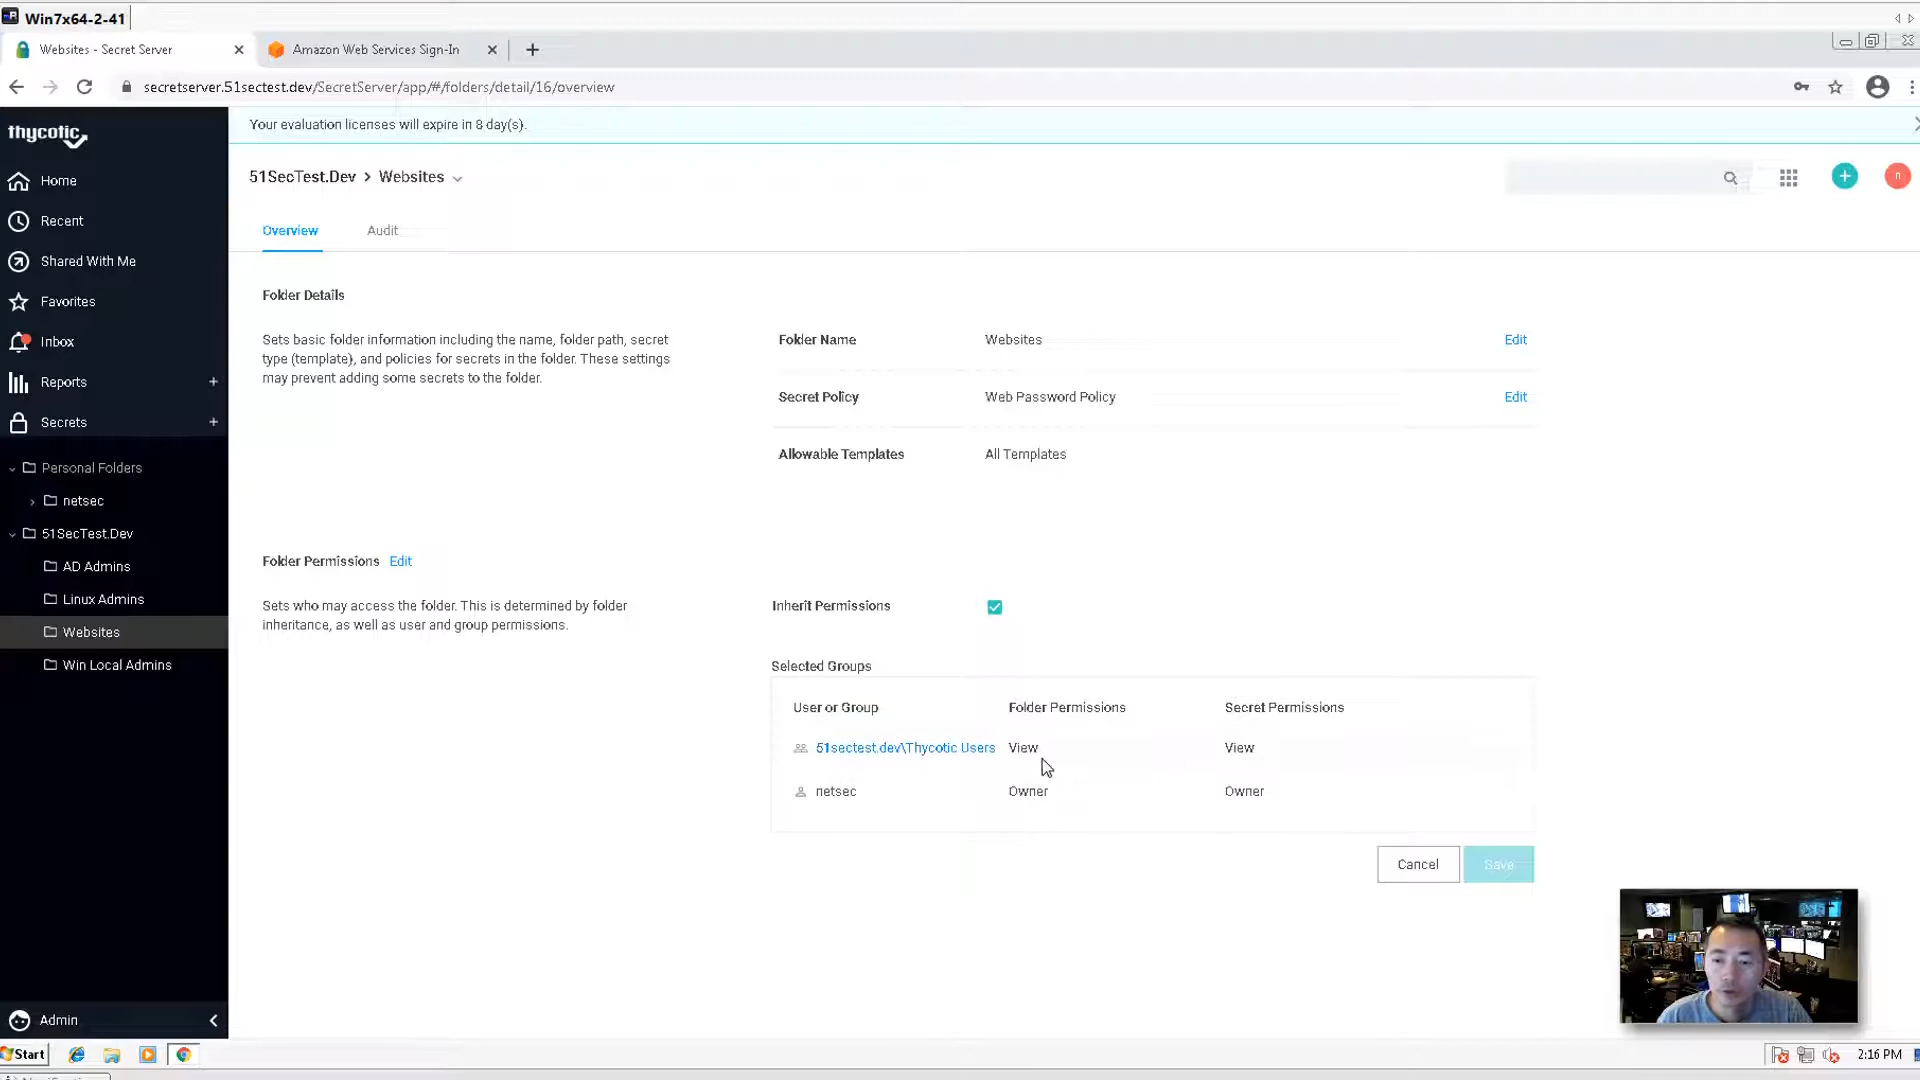 Win7x64-2-41
Websites - Secret Server
Amazon Web Services Sign-In
secretserver.51sectest.dev/SecretServer/app/#/folders/detail/16/overview
thycotic
Your evaluation licenses will expire in 8 day(s).
Home
Recent
Shared With Me
Favorites
Inbox
Reports
Secrets
Personal Folders
netsec
51SecTest.Dev
AD Admins
Linux Admins
Websites
Win Local Admins
Admin
51SecTest.Dev > Websites
n
Overview
Audit
Folder Details
Sets basic folder information including the name, folder path, secret
type (template), and policies for secrets in the folder. These settings
may prevent adding some secrets to the folder.
Folder Name Websites Edit
Secret Policy Web Password Policy Edit
Allowable Templates All Templates
Folder Permissions Edit
Sets who may access the folder. This is determined by folder
inheritance, as well as user and group permissions.
Inherit Permissions
Selected Groups
User or Group Folder Permissions Secret Permissions
51sectest.dev\Thycotic Users View View
netsec Owner Owner
Cancel
Save
Start
2:16 PM